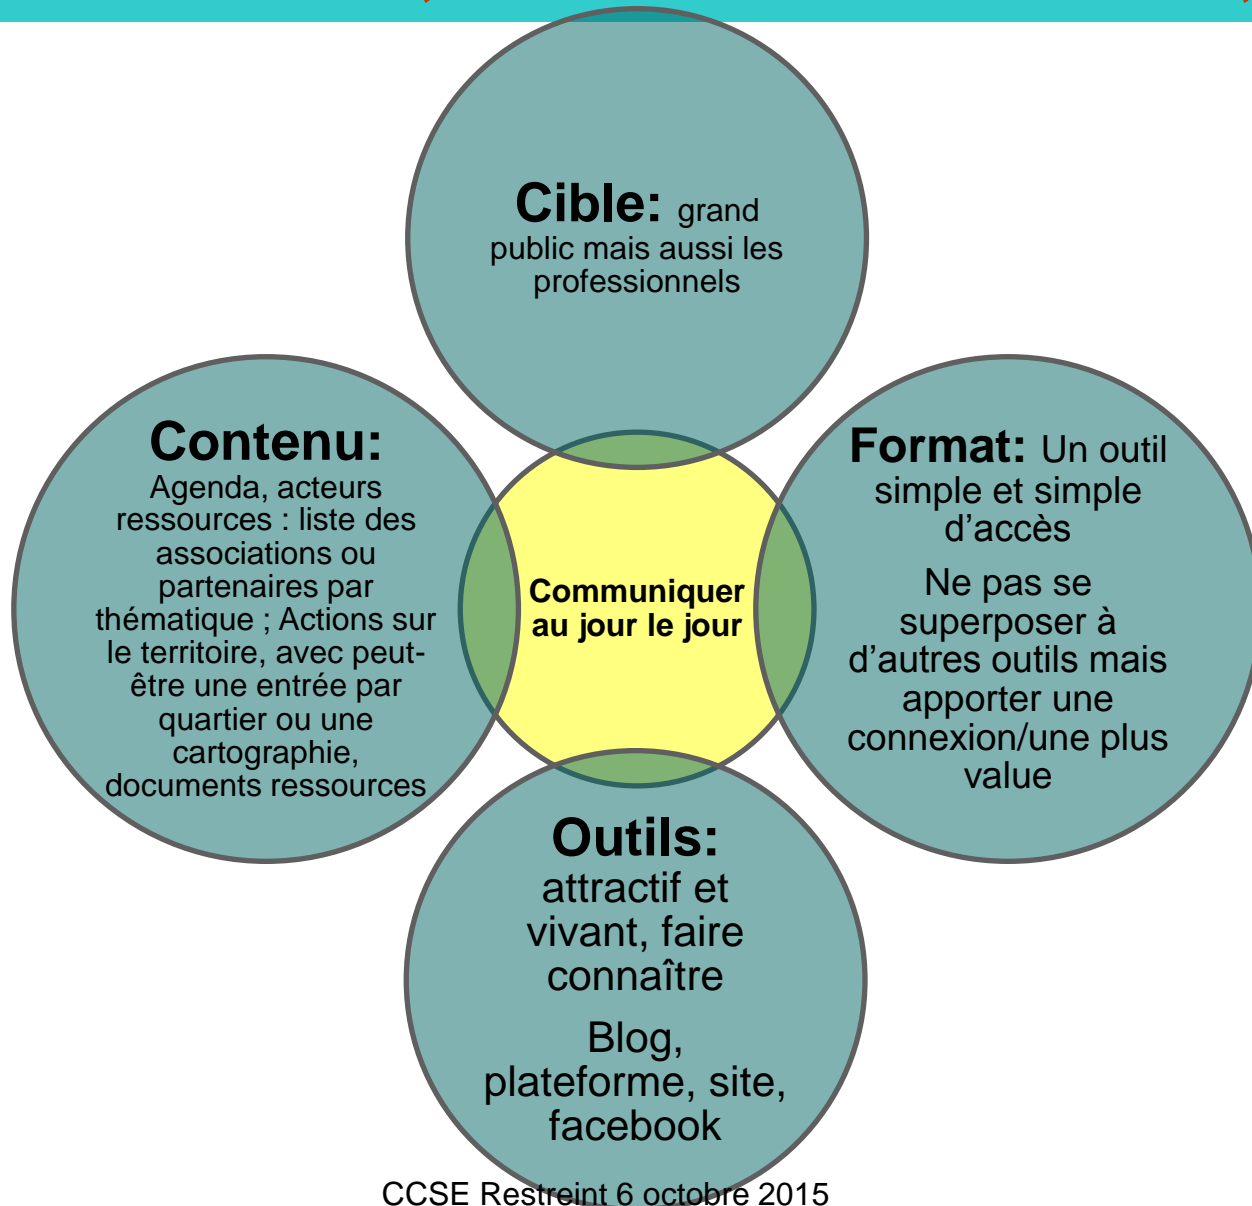 Cible: grand
public mais aussi les
professionnels
Contenu:
Agenda, acteurs
ressources : liste des
associations ou
partenaires par
thématique ; Actions sur
le territoire, avec peut-
être une entrée par
quartier ou une
cartographie,
documents ressources
Communiquer
au jour le jour
Format: Un outil
simple et simple
d’accès
Ne pas se
superposer à
d’autres outils mais
apporter une
connexion/une plus
value
Outils:
attractif et
vivant, faire
connaître
Blog,
plateforme, site,
facebook
CCSE Restreint 6 octobre 2015